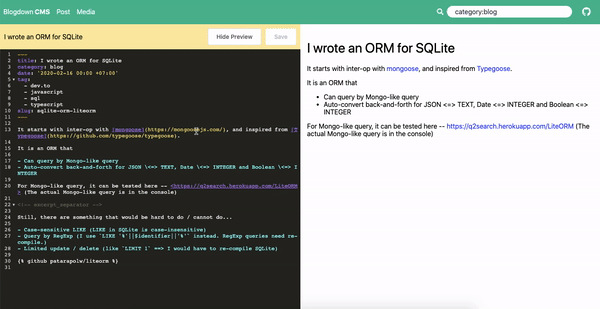 Blogdown CMS Post Media category:blog
I wrote an ORM for SQLite Hide Preview Save
1 ---
2 title: I wrote an ORM for SQLite
3 category: blog
4 date: '2020-02-16 00:00 +07:00'
5 tag:
6 - dev.to
7 - javascript
8 - sql
9 - typescript
10 slug: sqlite-orm-liteorm
11 ---
12
13 It starts with inter-op with [mongoose](https://mongoosejs.com/), and inspired from [T
ypegoose](https://github.com/typegoose/typegoose).
14
15 It is an ORM that
16
17 - Can query by Mongo-like query
18 - Auto-convert back-and-forth for JSON \<=> TEXT, Date <=> INTEGER and Boolean \<=> I
NTEGER
19
20 For Mongo-like query, it can be tested here -- <https://q2search.herokuapp.com/LiteORM
> (The actual Mongo-like query is in the console)
21
22 <!-- excerpt_separator -->
23
24 Still, there are something that would be hard to do / cannot do...
25
26 - Case-sensitive LIKE (LIKE in SQLite is case-insensitive)
27 - Query by RegExp (I use `LIKE '%'||$identifier||'%'` instead. RegExp queries need re-
compile.)
28 - Limited update / delete (like `LIMIT 1` ==> I would have to re-compile SQLite)
29
30 {% github patarapolw/liteorm %}
31
I wrote an ORM for SQLite
It starts with inter-op with mongoose, and inspired from Typegoose.
It is an ORM that
• Can query by Mongo-like query
• Auto-convert back-and-forth for JSON <=> TEXT, Date <=> INTEGER and Boolean <=>
INTEGER
For Mongo-like query, it can be tested here -- https://q2search.herokuapp.com/LiteORM (The
actual Mongo-like query is in the console)